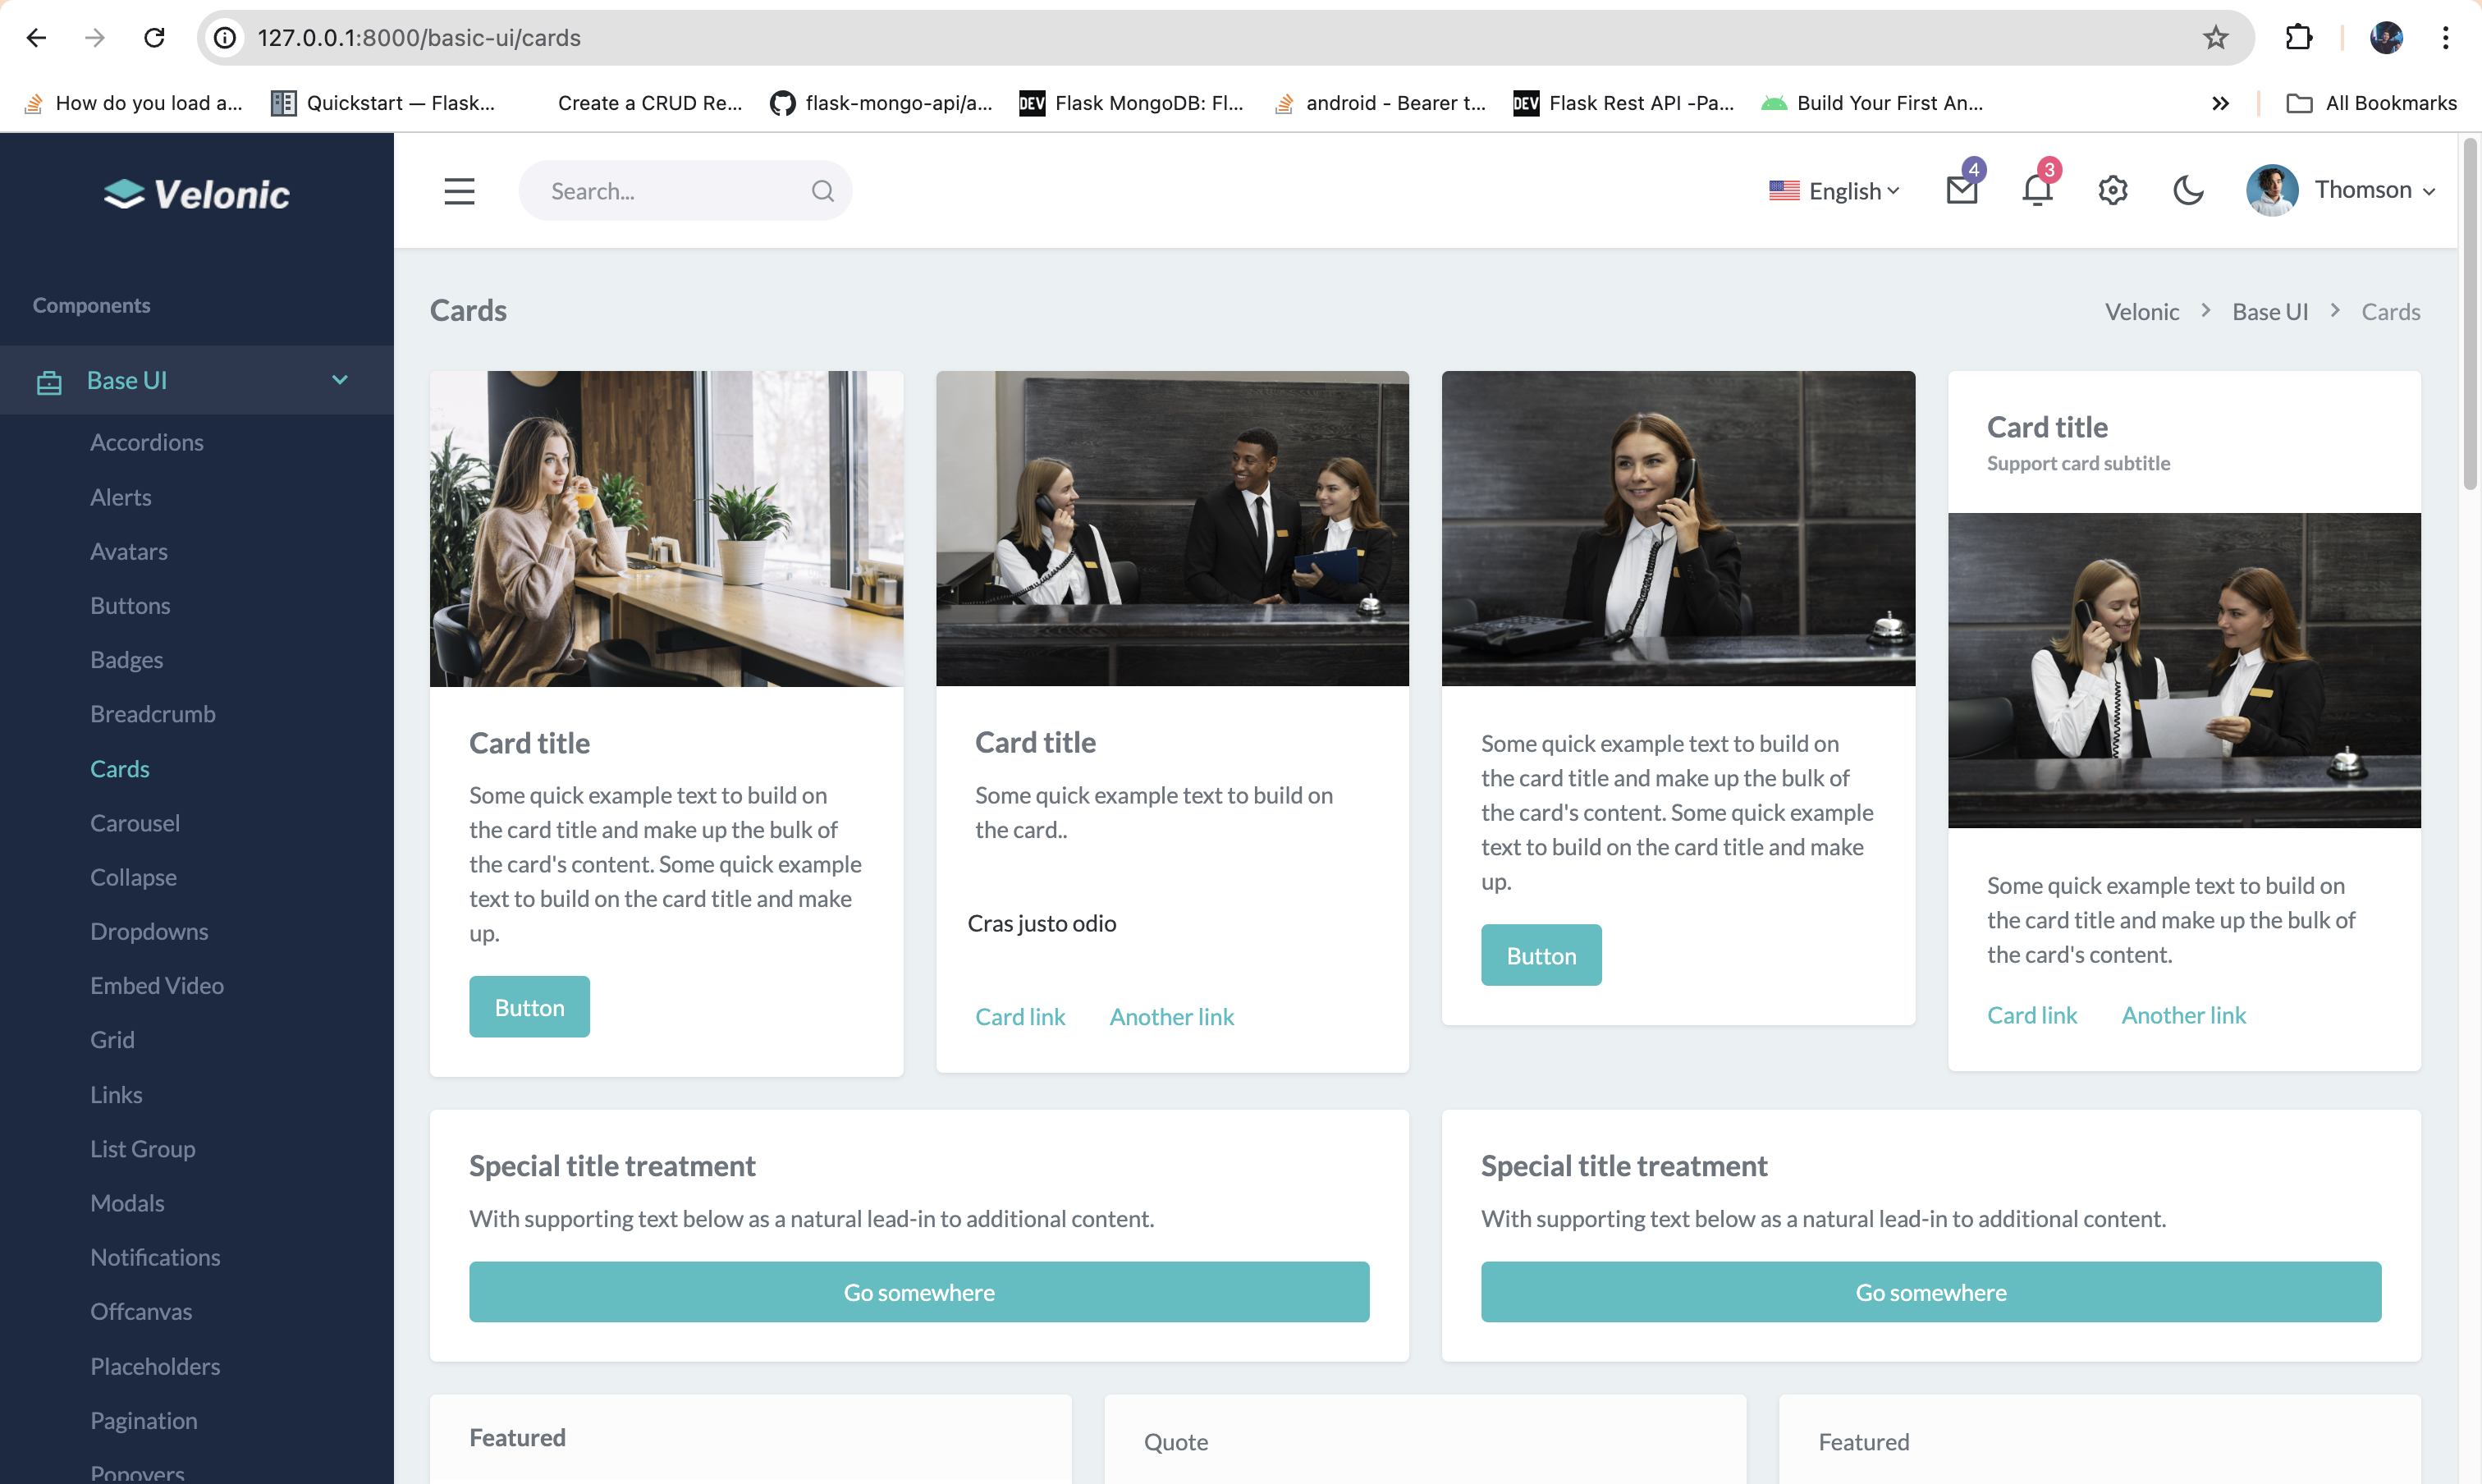 127.0.0.1:8000/basic-ui/cards
How do you load a...
Quickstart — Flask...
Create a CRUD Re...
flask-mongo-api/a...
DEV
Flask MongoDB: Fl...
android - Bearer t...
DEV
Flask Rest API -Pa...
Build Your First An...
All Bookmarks
Velonic
Search...
English
4
3
Thomson
Components
Base UI
Accordions
Alerts
Avatars
Buttons
Badges
Breadcrumb
Cards
Carousel
Collapse
Dropdowns
Embed Video
Grid
Links
List Group
Modals
Notifications
Offcanvas
Placeholders
Pagination
Popovers
Cards
Velonic > Base UI > Cards
Card title
Some quick example text to build on
the card title and make up the bulk of
the card's content. Some quick example
text to build on the card title and make
up.
Button
Card title
Some quick example text to build on
the card..
Cras justo odio
Card link
Another link
Some quick example text to build on
the card title and make up the bulk of
the card's content. Some quick example
text to build on the card title and make
up.
Button
Card title
Support card subtitle
Some quick example text to build on
the card title and make up the bulk of
the card's content.
Card link
Another link
Special title treatment
With supporting text below as a natural lead-in to additional content.
Go somewhere
Special title treatment
With supporting text below as a natural lead-in to additional content.
Go somewhere
Featured
Quote
Featured